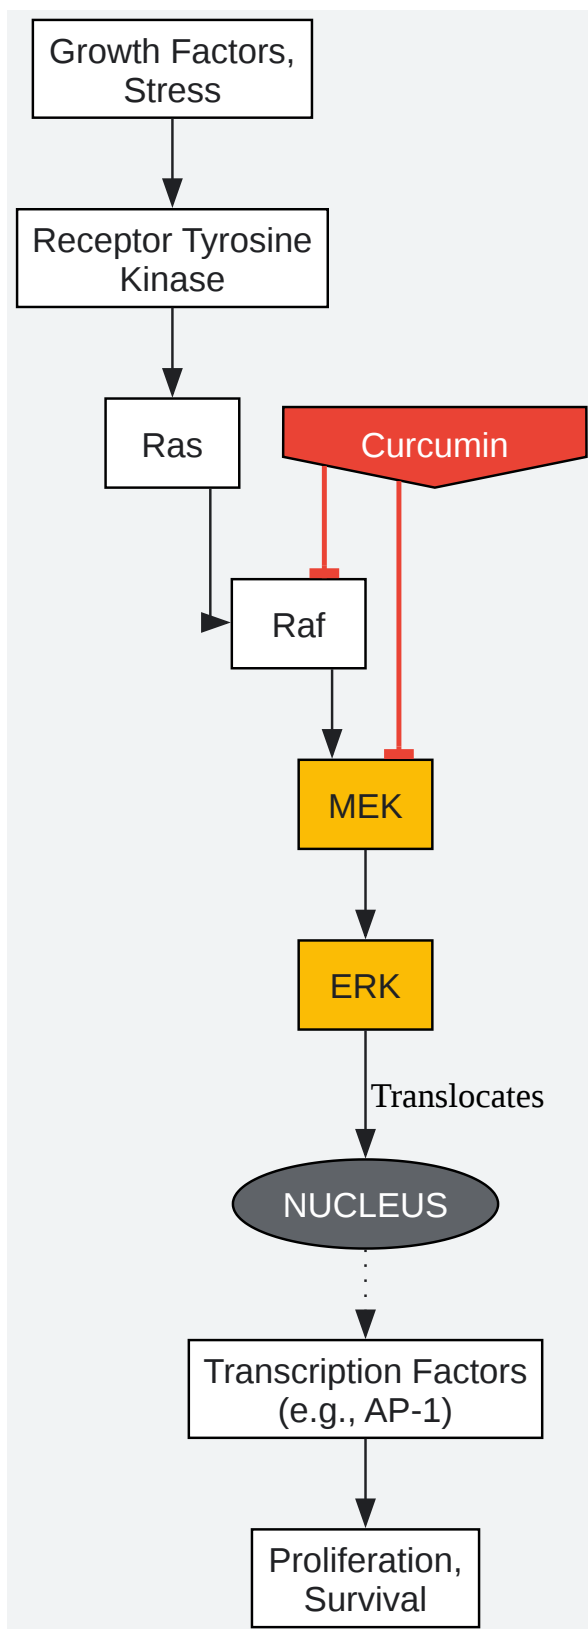 Growth Factors,
Stress
Receptor Tyrosine
Kinase
Ras
Curcumin
Raf
MEK
ERK
Translocates
NUCLEUS
Transcription Factors
(e.g., AP-1)
Proliferation,
Survival